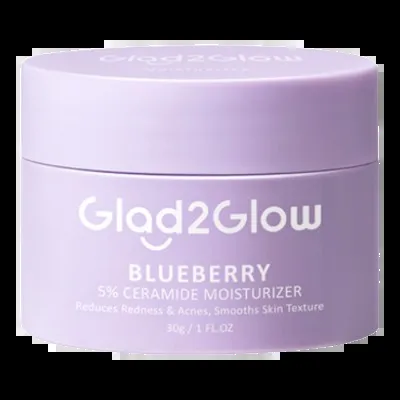 Glad2Glow
Glad2Glow
BLUEBERRY
5% CERAMIDE MOISTURIZER
Reduces Redness & Acnes, Smooths Skin Texture
30g / 1 FL.OZ